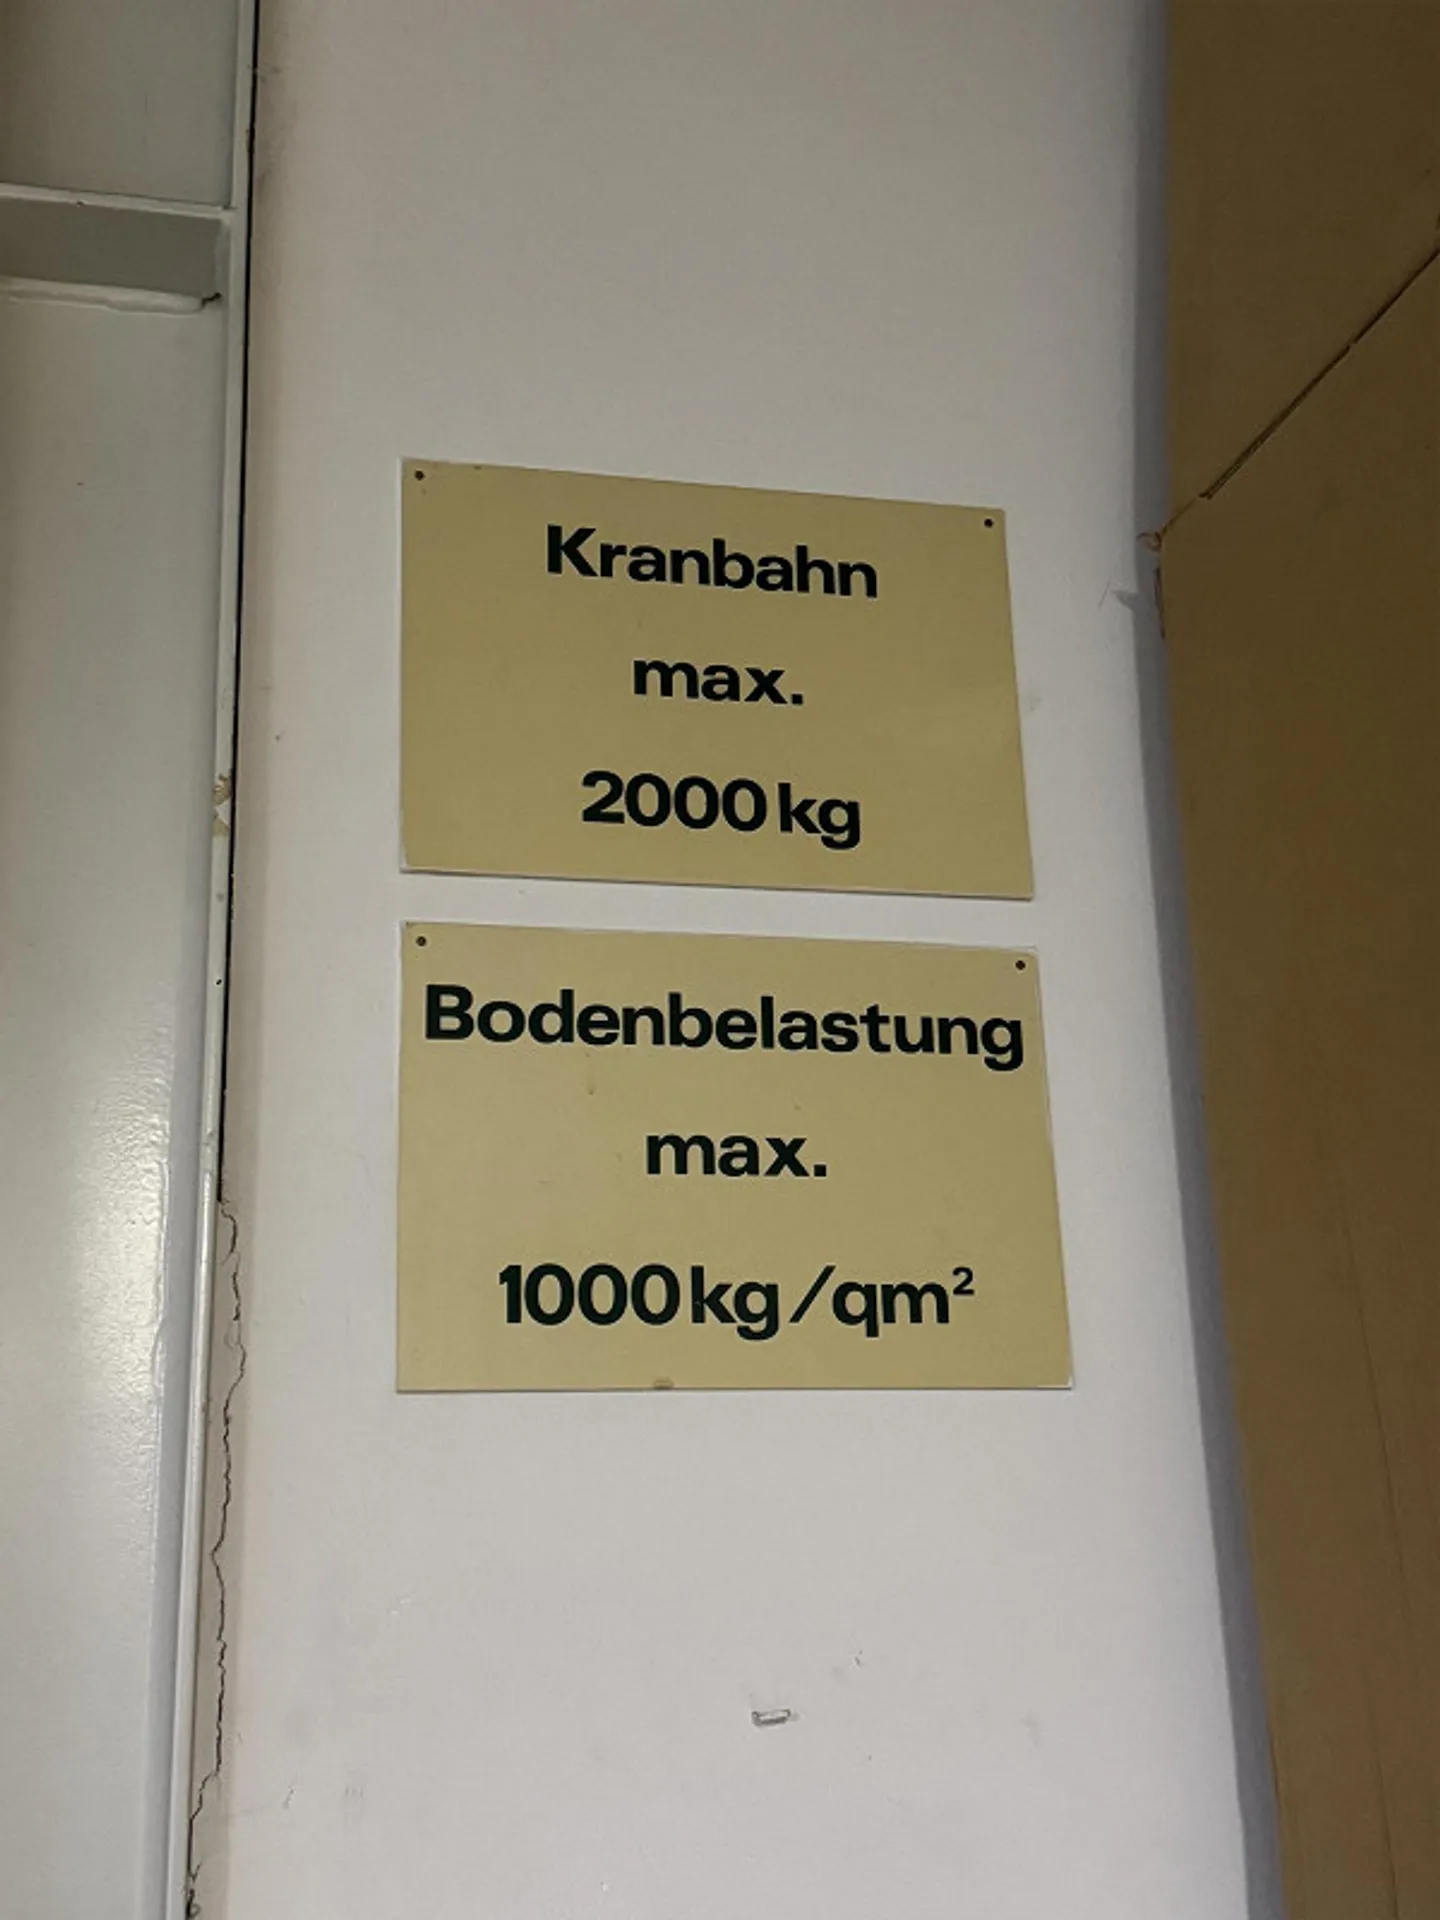 Kranbahn
max.
2000 kg
Bodenbelastung
max.
1000 kg/qm²